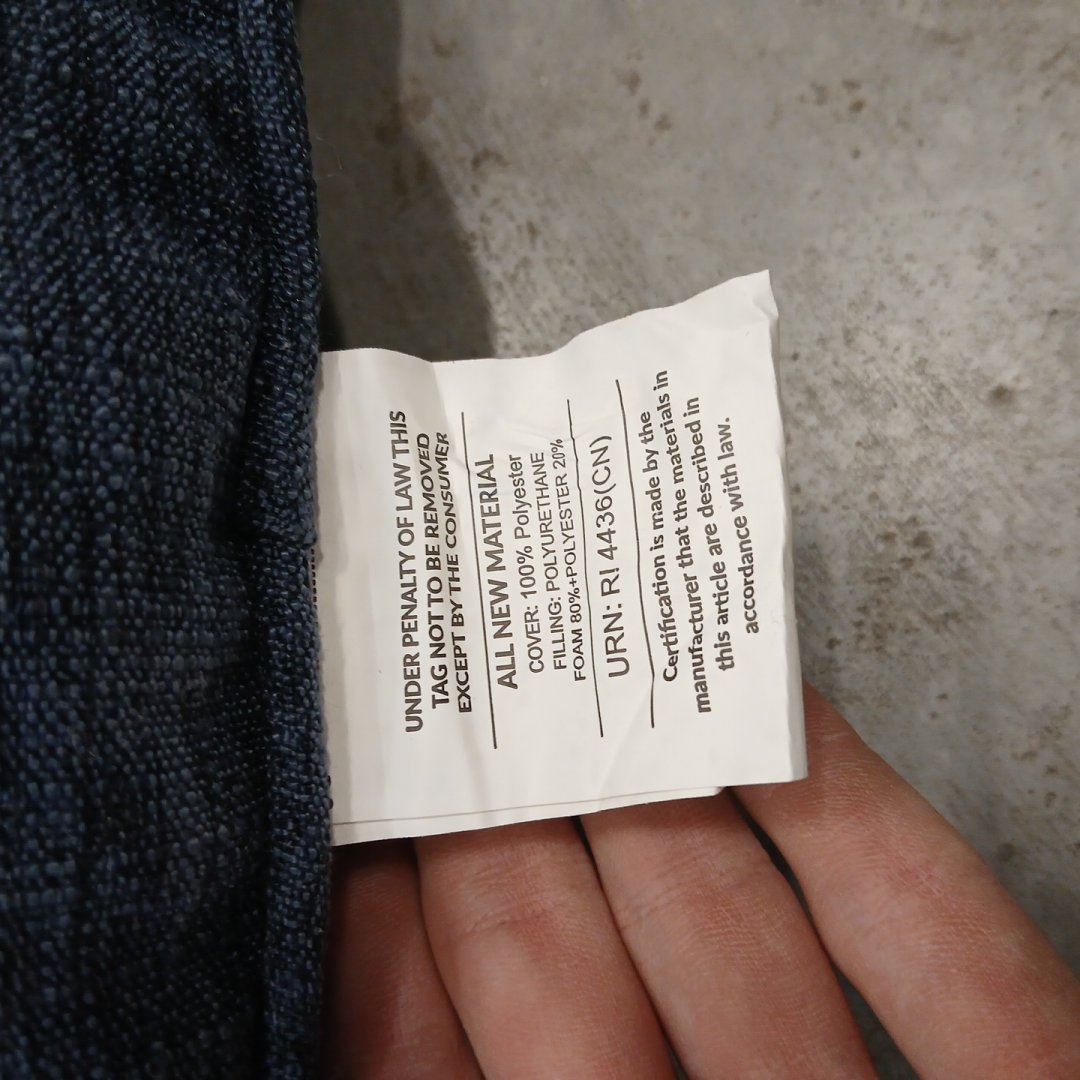 UNDER PENALTY OF LAW THIS
TAG NOT TO BE REMOVED
EXCEPT BY THE CONSUMER
ALL NEW MATERIAL
COVER: 100% Polyester
FILLING: POLYURETHANE
FOAM 80%+POLYESTER 20%
URN: R! 4436(CN)
Certification is made by the
manufacturer that the materials in
this article are described in
accordance with law.